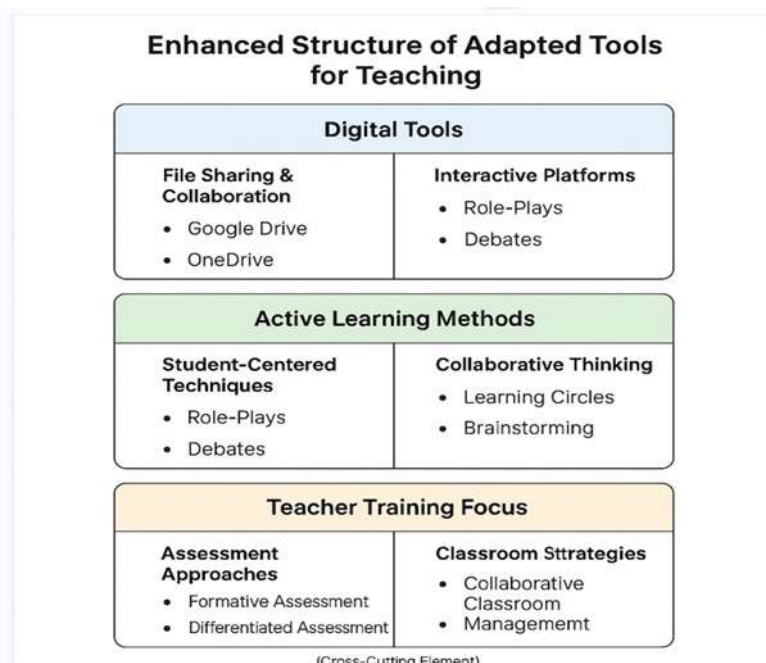 Enhanced Structure of Adapted Tools
for Teaching
Digital Tools
File Sharing &
Collaboration
• Google Drive
• OneDrive
Interactive Platforms
• Role-Plays
• Debates
Active Learning Methods
Student-Centered
Techniques
• Role-Plays
• Debates
Collaborative Thinking
• Learning Circles
• Brainstorming
Teacher Training Focus
Assessment
Approaches
• Formative Assessment
• Differentiated Assessment
Classroom Sttrategies
• Collaborative
Classroom
• Managememt
(Cross-Cutting Element)